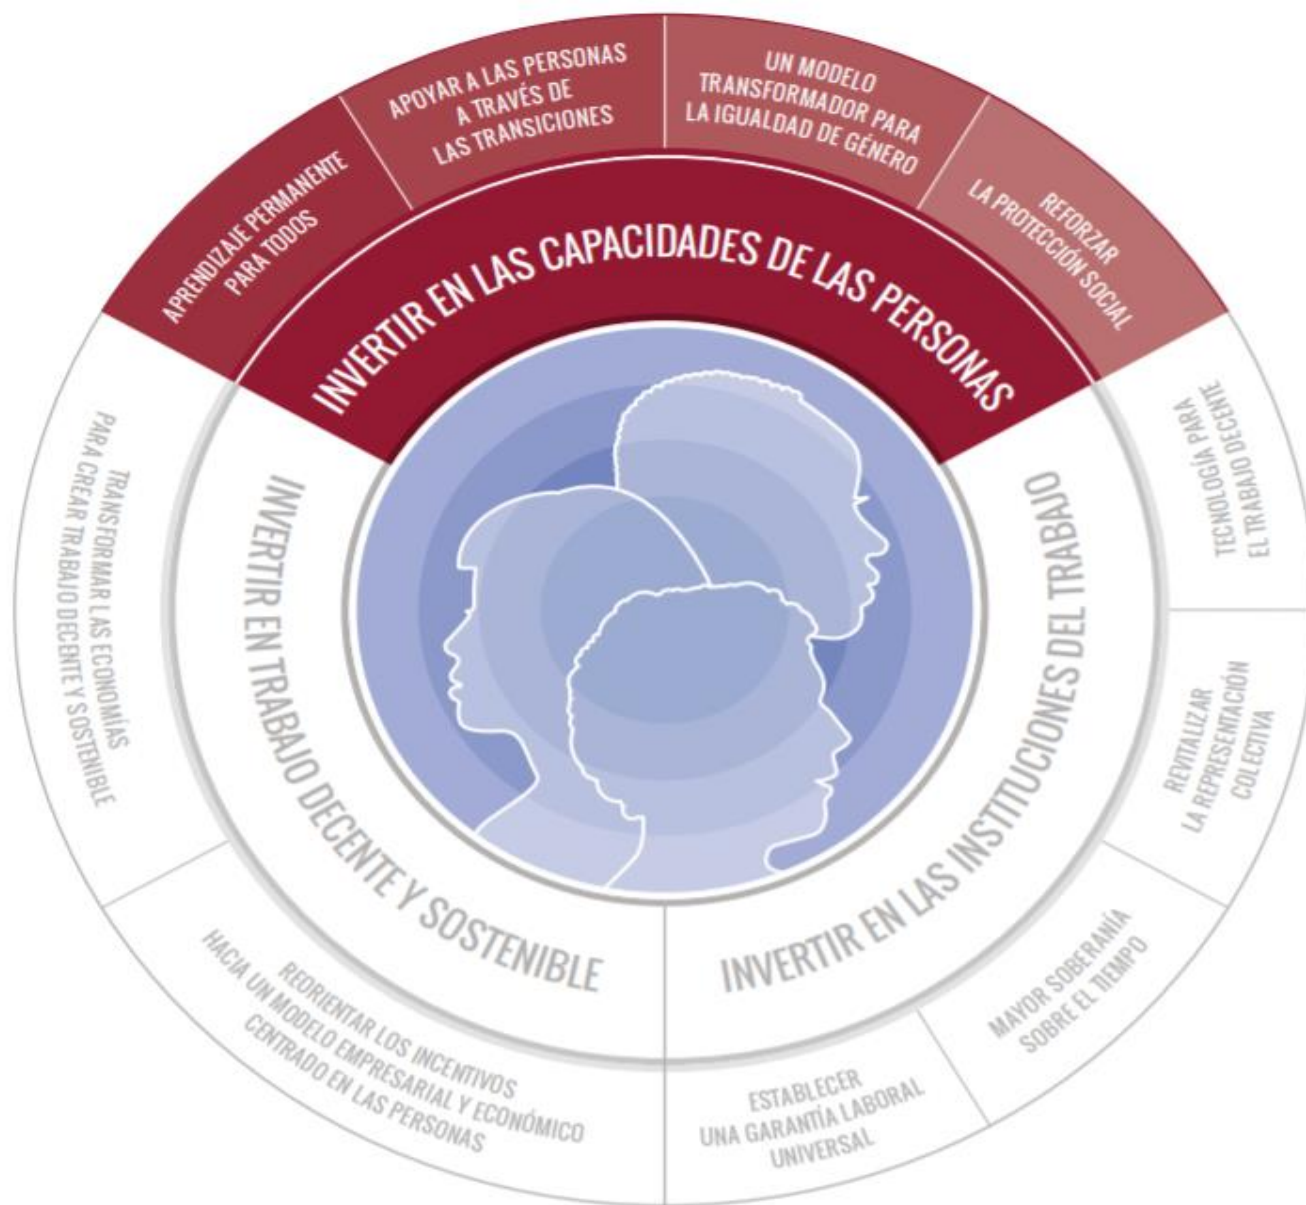 APRENDIZAJE PERMANENTE
PARA TODOS
APOYAR A LAS PERSONAS
A TRAVÉS DE
LAS TRANSICIONES
UN MODELO
TRANSFORMADOR PARA
LA IGUALDAD DE GÉNERO
REFORZAR
LA PROTECCIÓN SOCIAL
INVERTIR EN LAS CAPACIDADES DE LAS PERSONAS
TECNOLOGÍA PARA
EL TRABAJO DECENTE
REVITALIZAR
LA REPRESENTACIÓN
COLECTIVA
MAYOR SOBERANÍA
SOBRE EL TIEMPO
ESTABLECER
UNA GARANTÍA LABORAL
UNIVERSAL
INVERTIR EN LAS INSTITUCIONES DEL TRABAJO
TRANSFORMAR LAS ECONOMÍAS
PARA CREAR TRABAJO DECENTE Y SOSTENIBLE
REORIENTAR LOS INCENTIVOS
HACIA UN MODELO EMPRESARIAL Y ECONÓMICO
CENTRADO EN LAS PERSONAS
INVERTIR EN TRABAJO DECENTE Y SOSTENIBLE